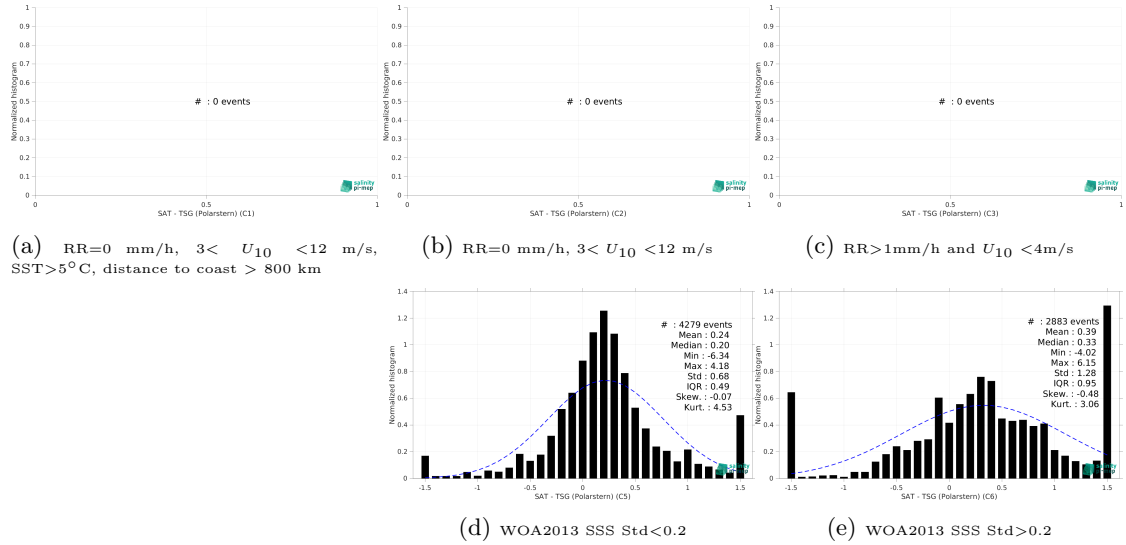 1
0.9
0.8
0.7
0.6
0.5
0.4
0.3
0.2
0.1
0
Normalized histogram
# : 0 events
salinity
pi-mep
0 0.5 1
SAT - TSG (Polarstern) (C1)
1
0.9
0.8
0.7
0.6
0.5
0.4
0.3
0.2
0.1
0
Normalized histogram
# : 0 events
salinity
pi-mep
0 0.5 1
SAT - TSG (Polarstern) (C2)
1
0.9
0.8
0.7
0.6
0.5
0.4
0.3
0.2
0.1
0
Normalized histogram
# : 0 events
salinity
pi-mep
0 0.5 1
SAT - TSG (Polarstern) (C3)
(a) RR=0 mm/h, 3< U10 <12 m/s,
SST>5°C, distance to coast > 800 km
(b) RR=0 mm/h, 3< U10 <12 m/s
(c) RR>1mm/h and U10 <4m/s
1.4
1.2
1
0.8
0.6
0.4
0.2
0
Normalized histogram
# : 4279 events
Mean : 0.24
Median : 0.20
Min : -6.34
Max : 4.18
Std : 0.68
IQR : 0.49
Skew. : -0.07
Kurt. : 4.53
-1.5 -1 -0.5 0 0.5 1 1.5
SAT - TSG (Polarstern) (C5)
1.4
1.2
1
0.8
0.6
0.4
0.2
0
Normalized histogram
# : 2883 events
Mean : 0.39
Median : 0.33
Min : -4.02
Max : 6.15
Std : 1.28
IQR : 0.95
Skew. : -0.48
Kurt. : 3.06
-1.5 -1 -0.5 0 0.5 1 1.5
SAT - TSG (Polarstern) (C6)
(d) WOA2013 SSS Std<0.2
(e) WOA2013 SSS Std>0.2